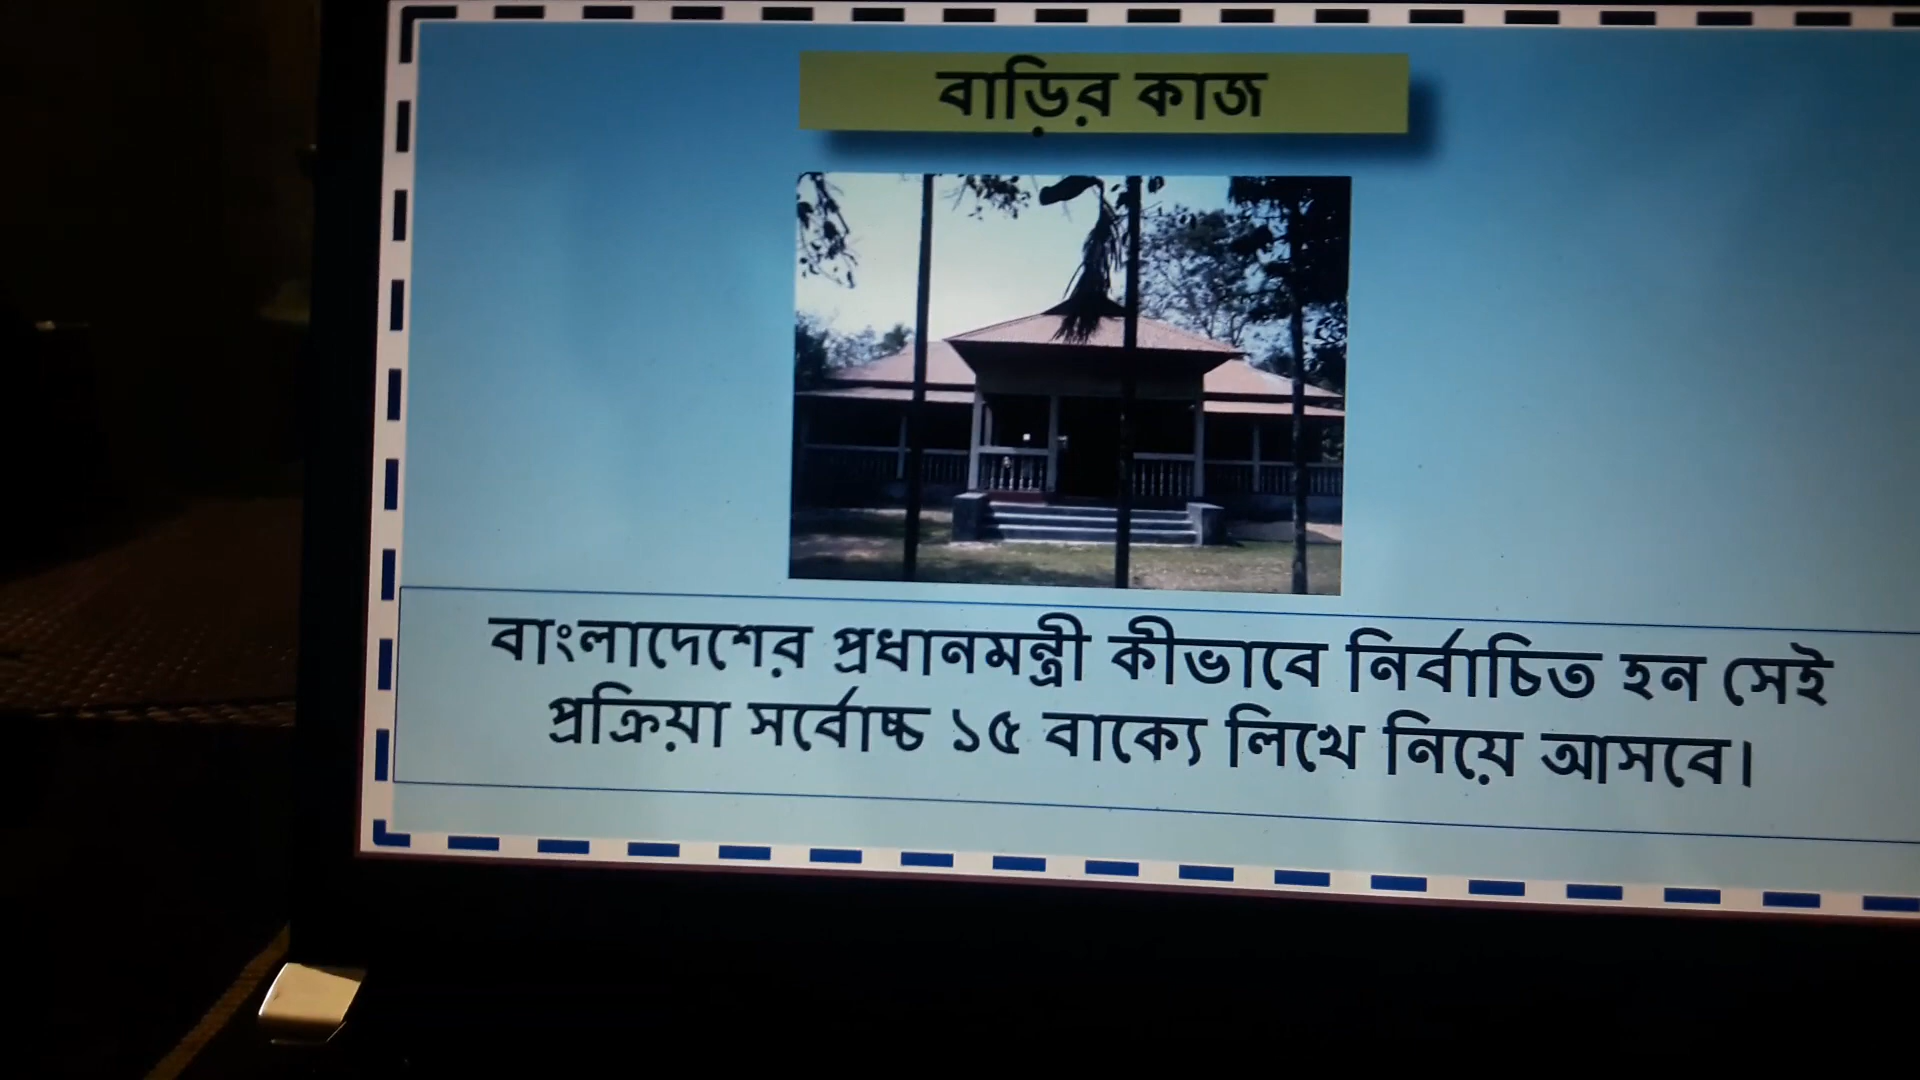 বাড়ির কাজ
বাংলাদেশের প্রধানমন্ত্রী কীভাবে নির্বাচিত হন সেই
প্রক্রিয়া সর্বোচ্চ ১৫ বাক্যে লিখে নিয়ে আসবে।